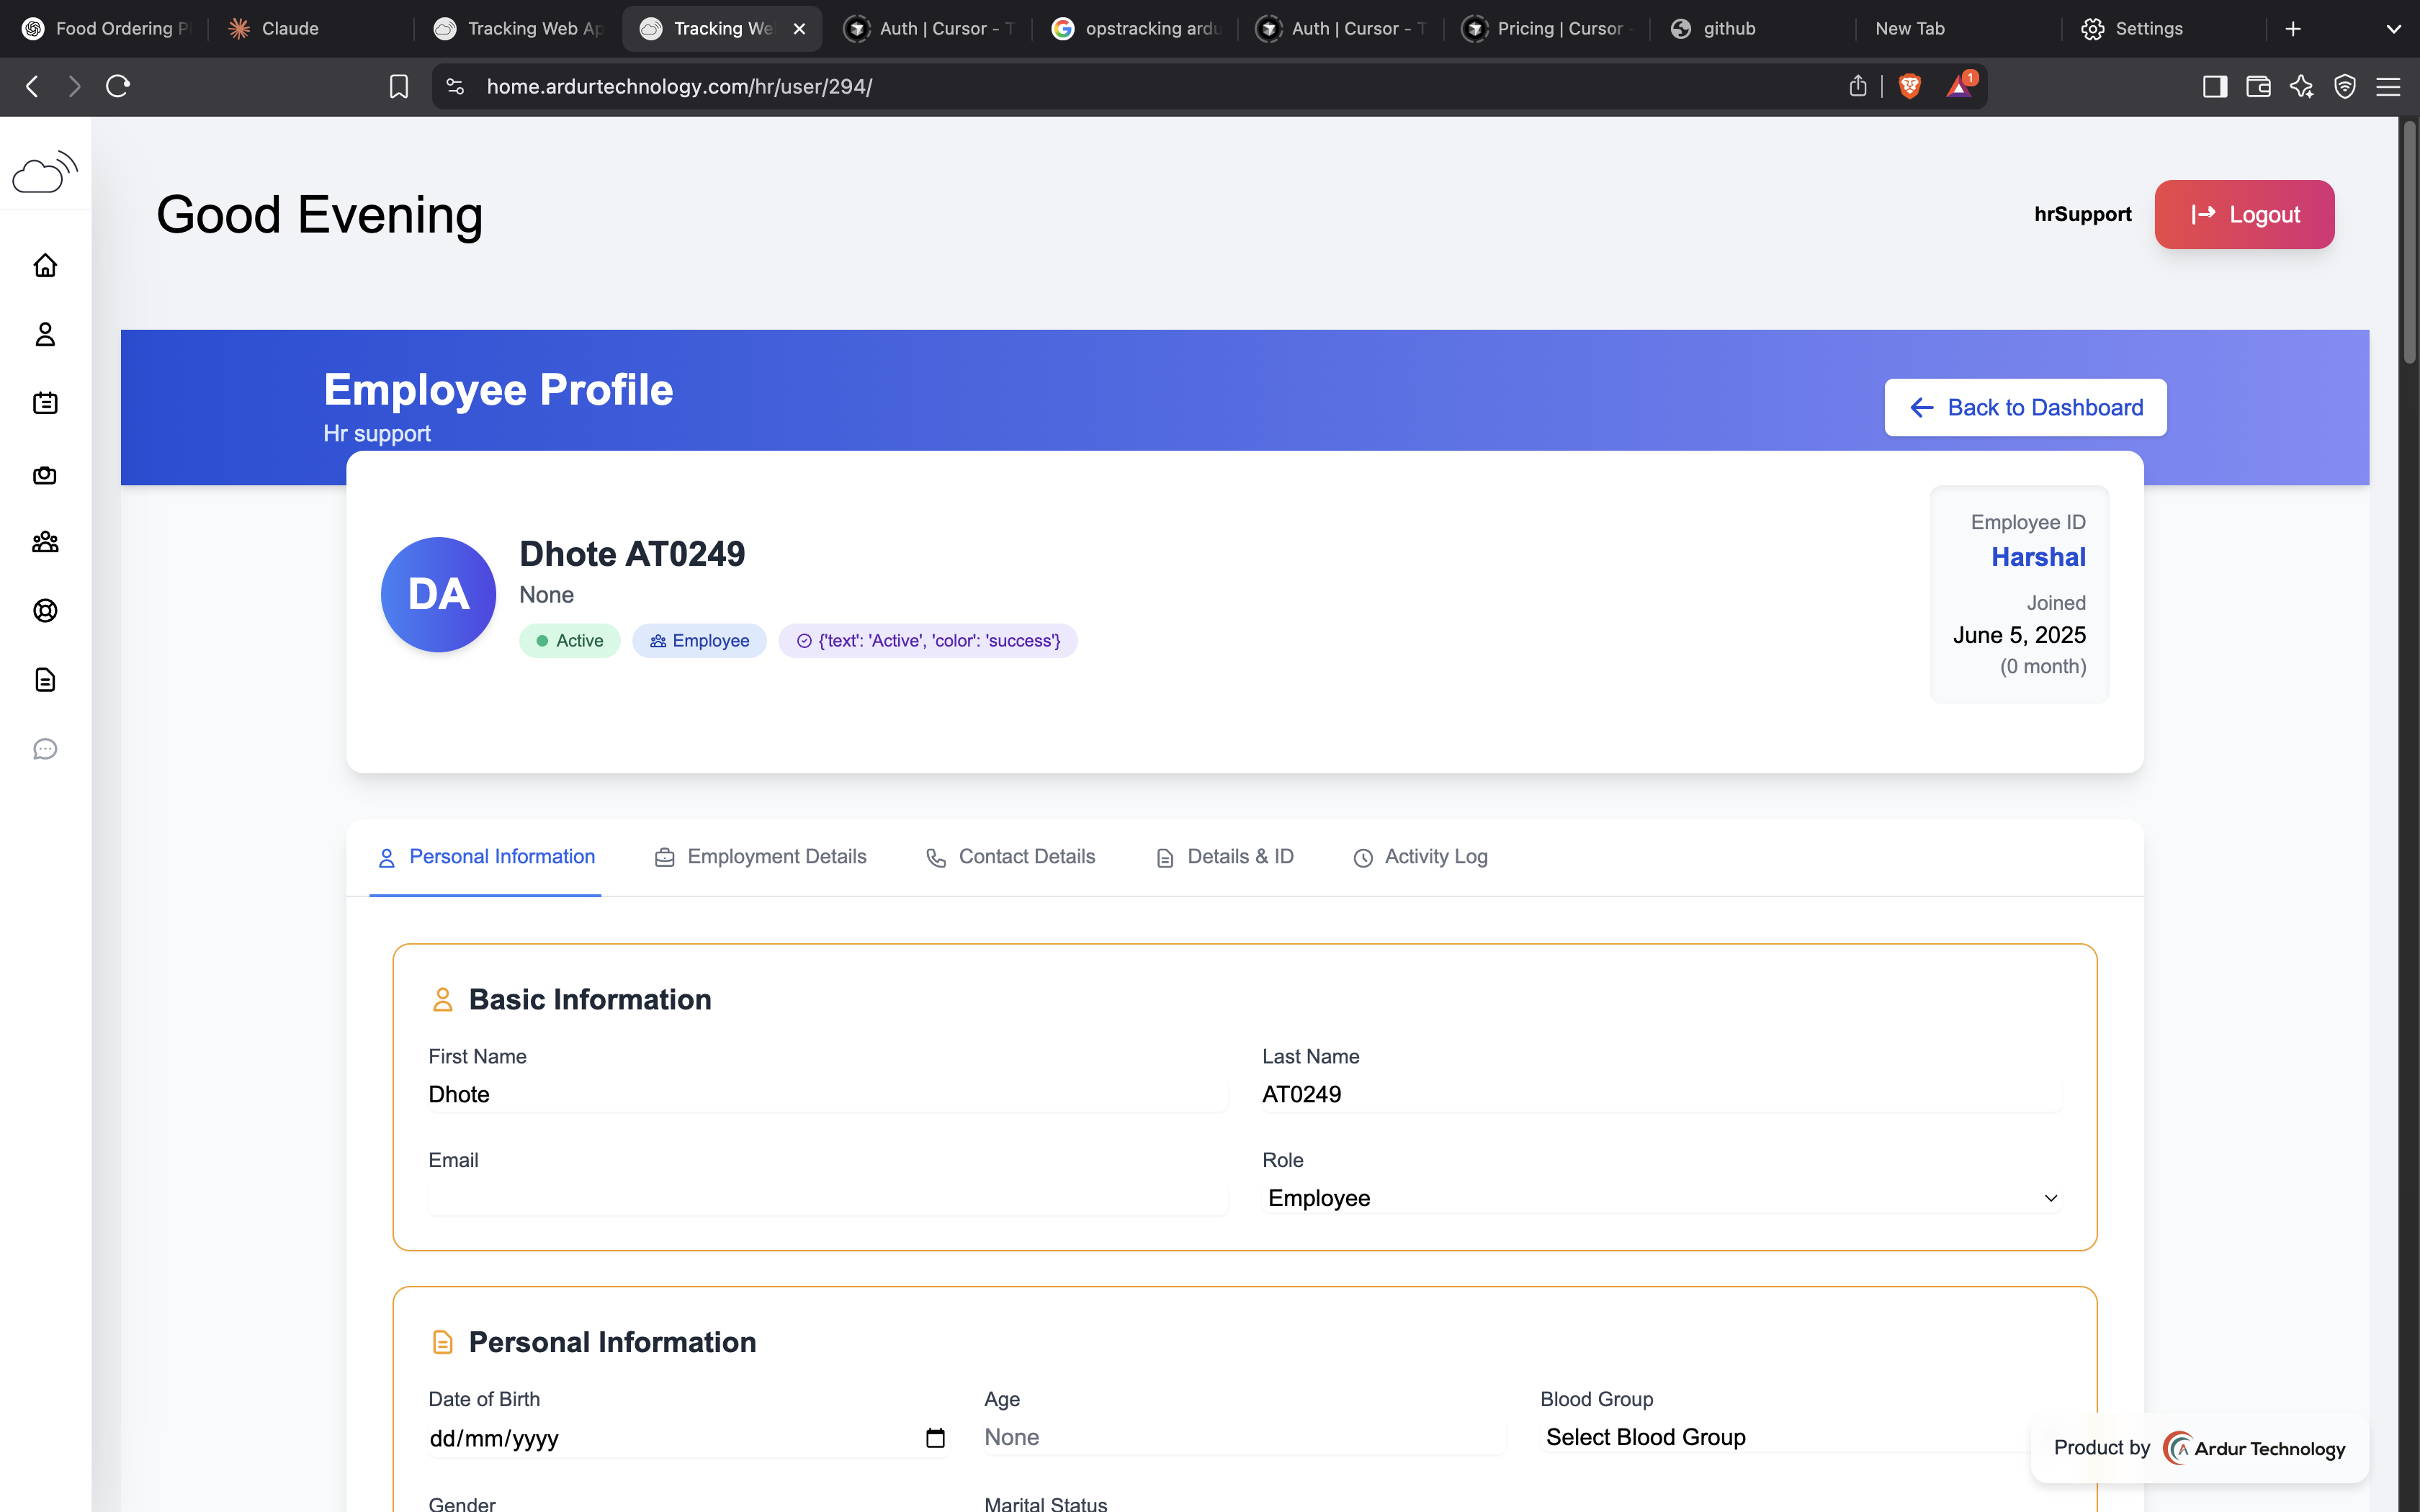 Food Ordering P
Claude
Tracking Web Ap
Tracking We
Auth | Cursor - T
opstracking ardu
Auth | Cursor - T
Pricing | Cursor -
github
New Tab
Settings
home.ardurtechnology.com/hr/user/294/
1
Good Evening
hrSupport
Logout
Employee Profile
Hr support
Back to Dashboard
DA
Dhote AT0249
None
Active
Employee
{'text': 'Active', 'color': 'success'}
Employee ID
Harshal
Joined
June 5, 2025
(0 month)
Personal Information
Employment Details
Contact Details
Details & ID
Activity Log
Basic Information
First Name
Last Name
Dhote
AT0249
Email
Role
Employee
Personal Information
Date of Birth
Age
Blood Group
dd/mm/yyyy
None
Select Blood Group
Product by
Ardur Technology
Gender
Marital Status